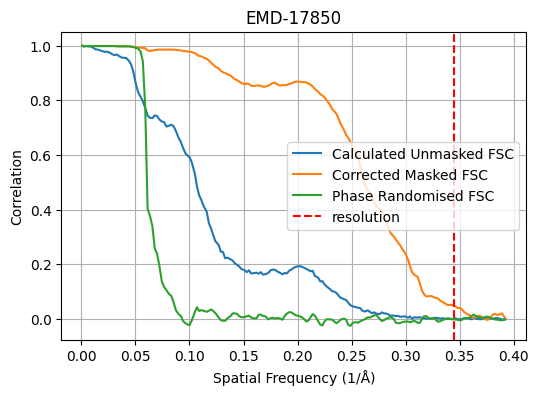 EMD-17850
1.0
0.8
0.6
0.4
0.2
0.0
Correlation
Calculated Unmasked FSC
Corrected Masked FSC
Phase Randomised FSC
resolution
0.00 0.05 0.10 0.15 0.20 0.25 0.30 0.35 0.40
Spatial Frequency (1/Å)